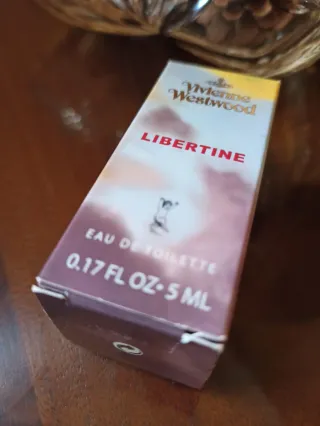 Vivienne
Westwood
LIBERTINE
EAU DE TOILETTE
0.17 FL OZ · 5 ML